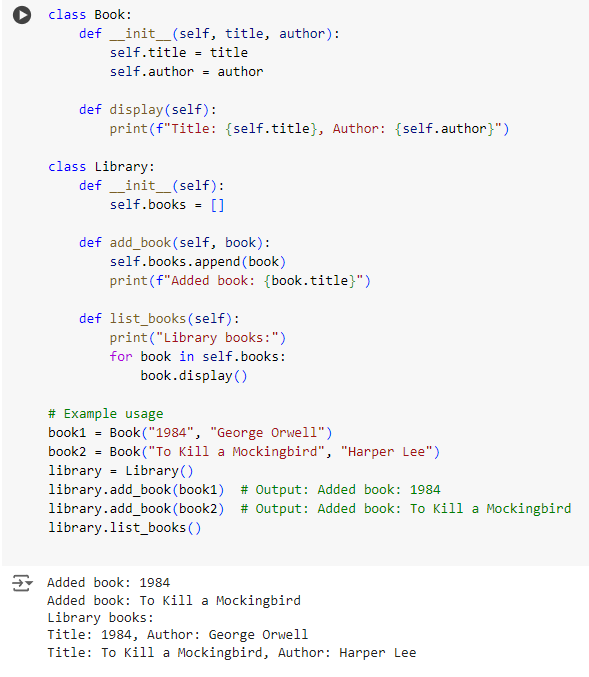 class Book:
    def __init__(self, title, author):
        self.title = title
        self.author = author

    def display(self):
        print(f"Title: {self.title}, Author: {self.author}")

class Library:
    def __init__(self):
        self.books = []

    def add_book(self, book):
        self.books.append(book)
        print(f"Added book: {book.title}")

    def list_books(self):
        print("Library books:")
        for book in self.books:
            book.display()

# Example usage
book1 = Book("1984", "George Orwell")
book2 = Book("To Kill a Mockingbird", "Harper Lee")
library = Library()
library.add_book(book1)  # Output: Added book: 1984
library.add_book(book2)  # Output: Added book: To Kill a Mockingbird
library.list_books()

Added book: 1984
Added book: To Kill a Mockingbird
Library books:
Title: 1984, Author: George Orwell
Title: To Kill a Mockingbird, Author: Harper Lee